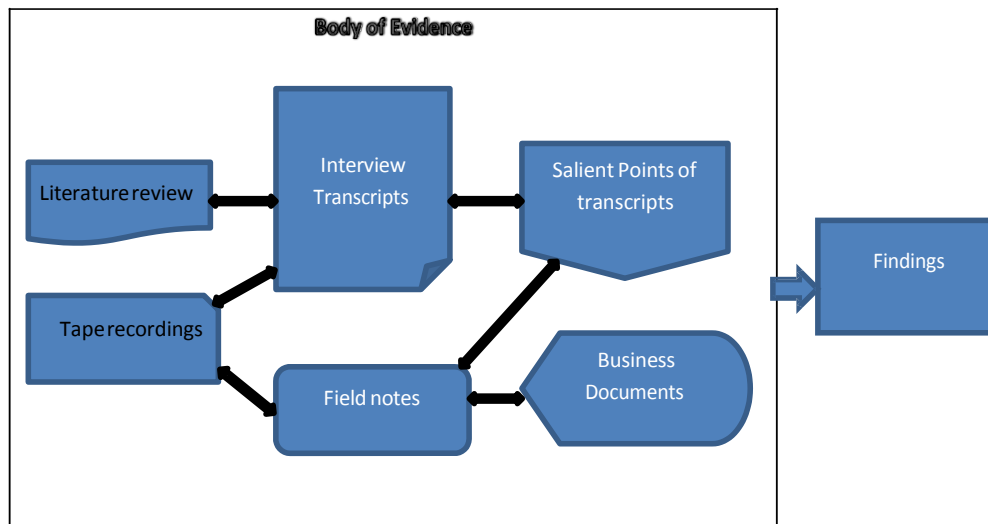 Body of Evidence
Literature review
Interview
Transcripts
Salient Points of
transcripts
Findings
Tape recordings
Field notes
Business
Documents